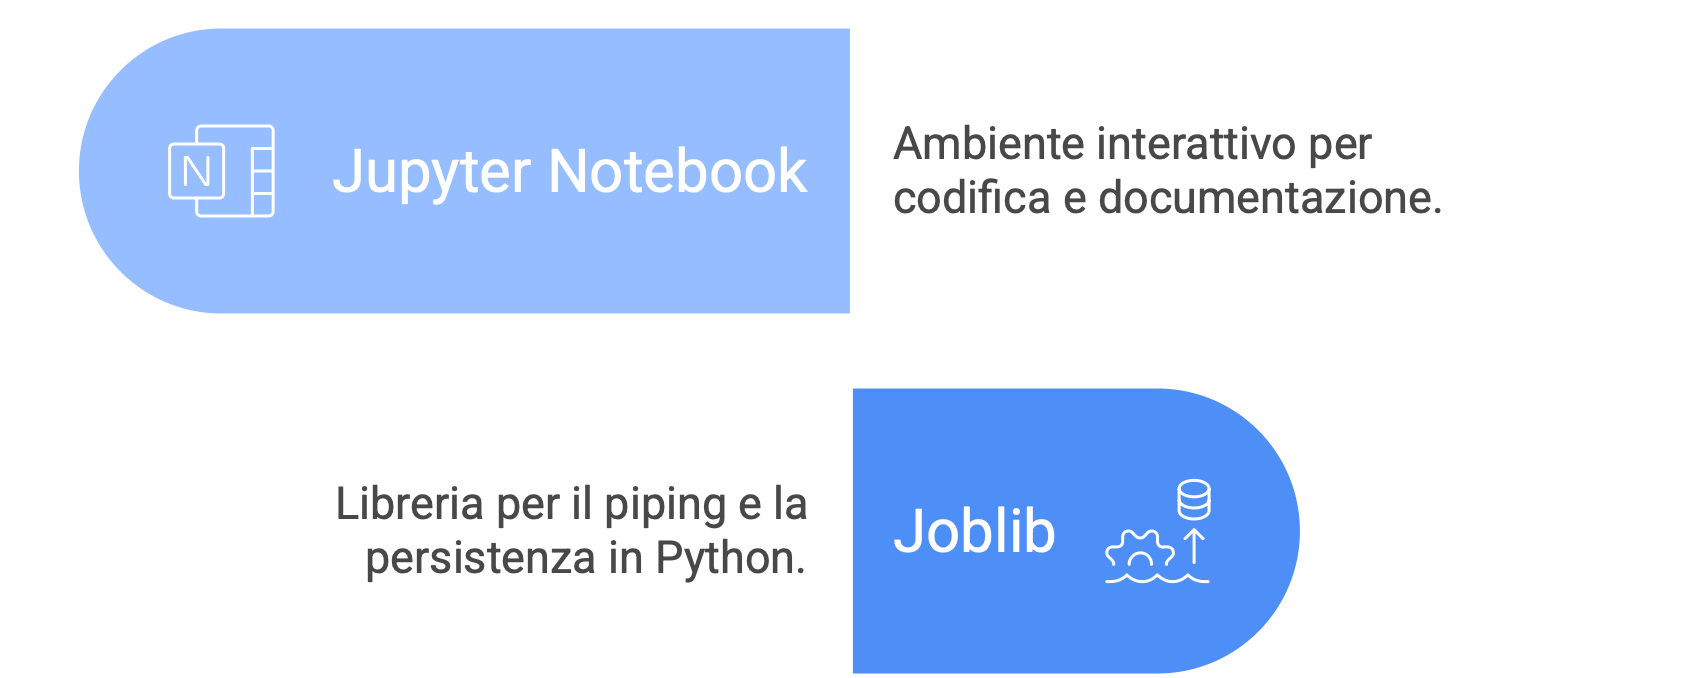 N
Jupyter Notebook
Ambiente interattivo per
codifica e documentazione.
Libreria per il piping e la
persistenza in Python.
Joblib